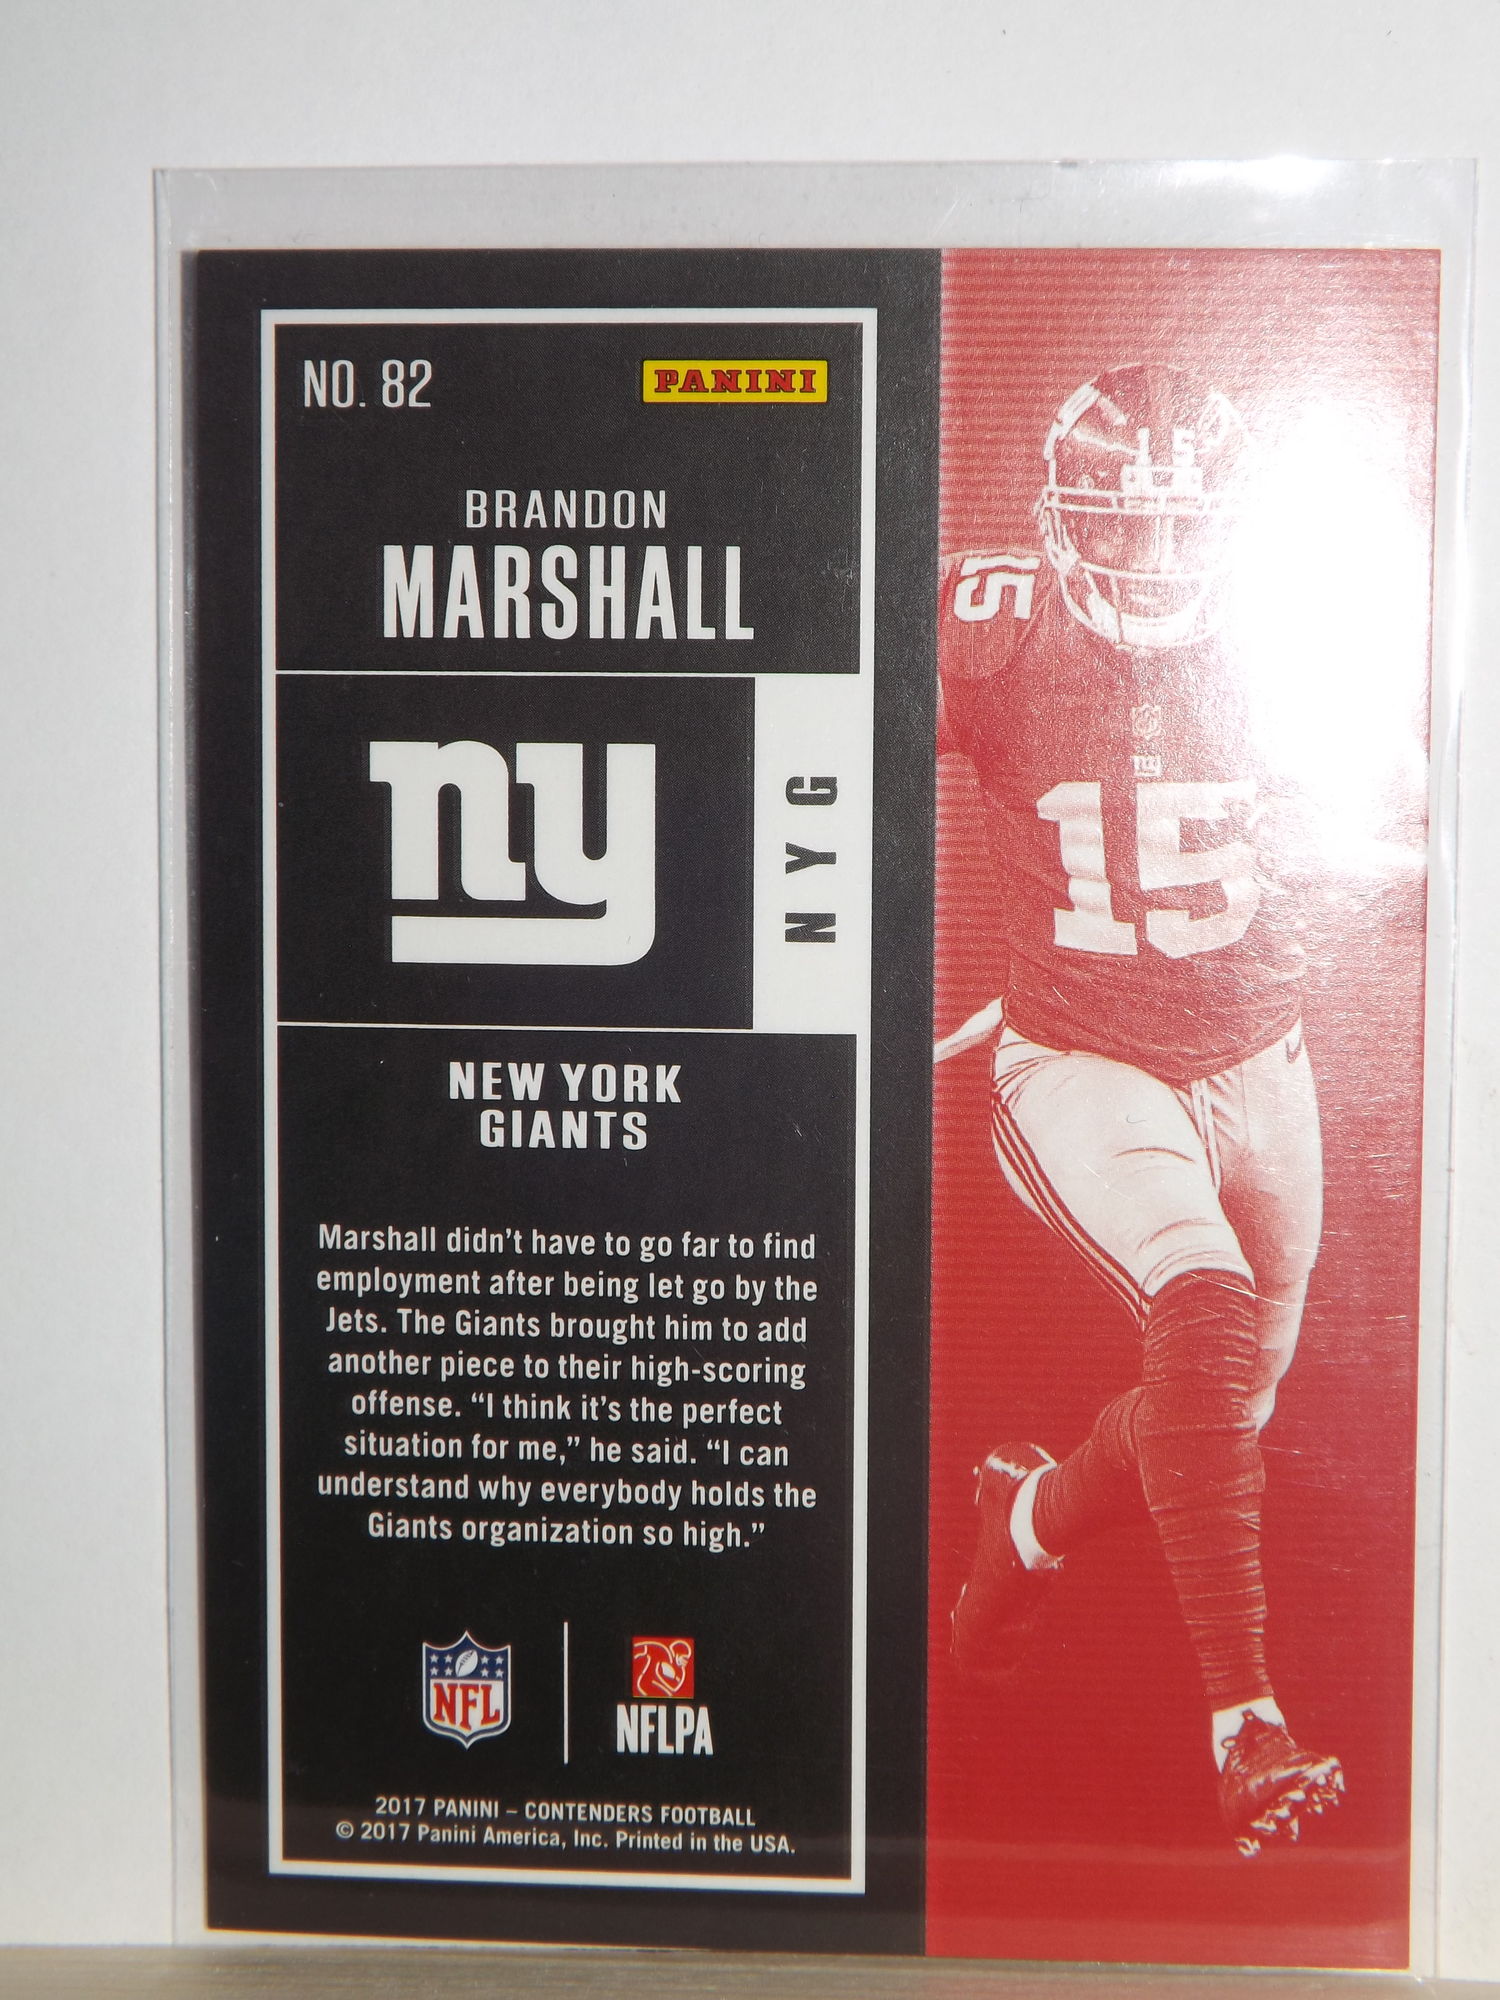 NO. 82
PANINI
BRANDON
MARSHALL
ny
NYG
NEW YORK
GIANTS
Marshall didn't have to go far to find
employment after being let go by the
Jets. The Giants brought him to add
another piece to their high-scoring
offense. “I think it's the perfect
situation for me,” he said. “I can
understand why everybody holds the
Giants organization so high.”
NFL
NFLPA
2017 PANINI – CONTENDERS FOOTBALL
© 2017 Panini America, Inc. Printed in the USA.
15
15
15
ny